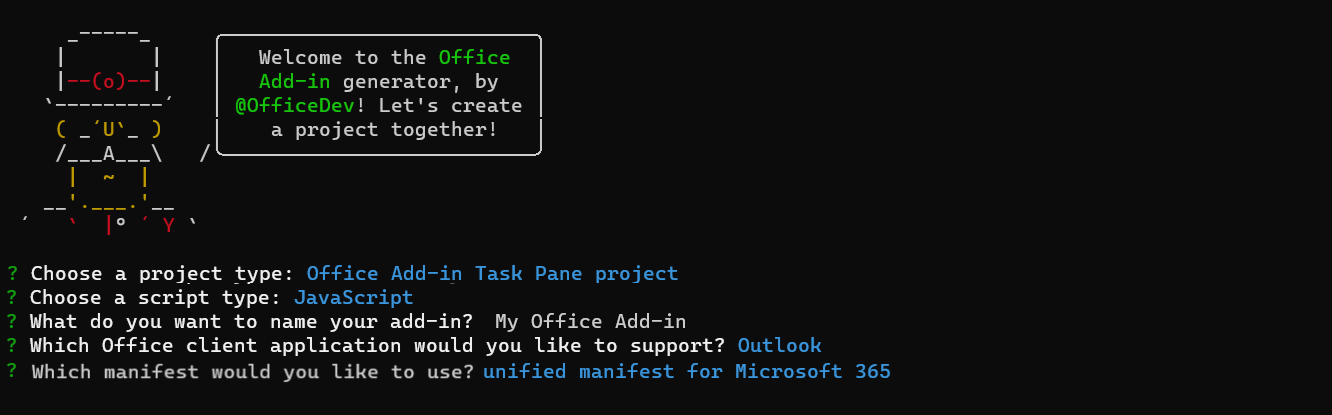 Welcome to the Office
Add-in generator, by
@OfficeDev! Let's create
a project together!
? Choose a project type: Office Add-in Task Pane project
? Choose a script type: JavaScript
? What do you want to name your add-in? My Office Add-in
? Which Office client application would you like to support? Outlook
? Which manifest would you like to use? unified manifest for Microsoft 365